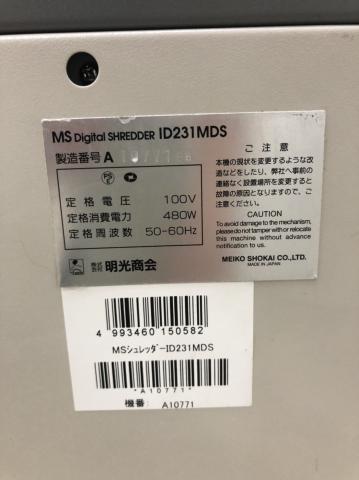 MS Digital SHREDDER ID231MDS
製造番号 A
定格電圧 100V
定格消費電力 480W
定格周波数 50-60Hz
株式会社 明光商会
ご注意
本機の現状を変更するような改
造などをしたり、弊社へ事前の
連絡なく設置場所を変更すると
故障の原因となりますので、ご
注意ください。
CAUTION
To avoid damage to the mechanism,
please do not tamper with or relocate
this machine without advance
notification to us.
MEIKO SHOKAI CO.,LTD.
MADE IN JAPAN
4 993460 150582
MSシュレッダーID231MDS
*A10771*
機番: A10771